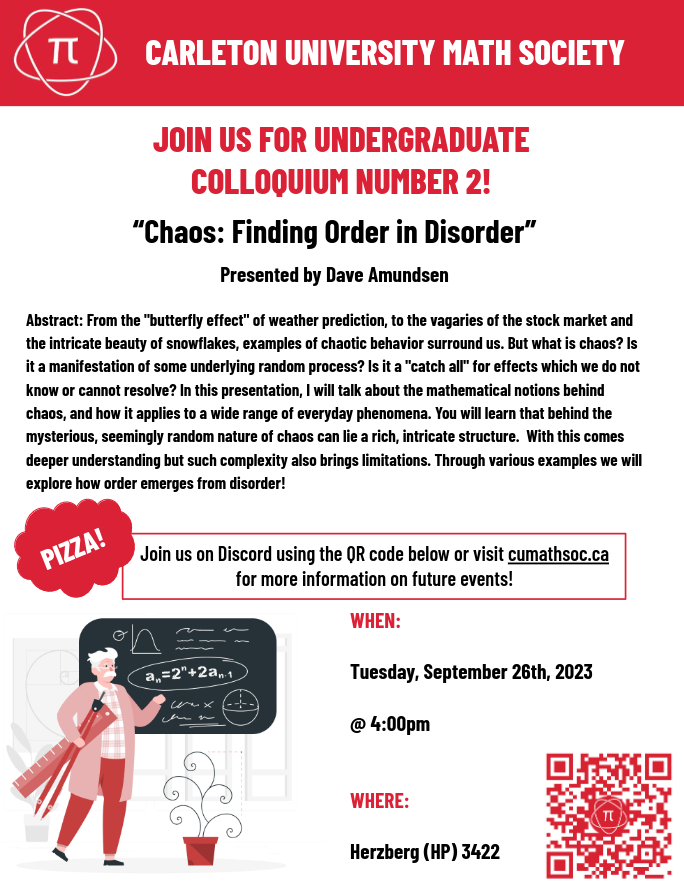 π
CARLETON UNIVERSITY MATH SOCIETY
JOIN US FOR UNDERGRADUATE
COLLOQUIUM NUMBER 2!
“Chaos: Finding Order in Disorder”
Presented by Dave Amundsen
Abstract: From the "butterfly effect" of weather prediction, to the vagaries of the stock market and
the intricate beauty of snowflakes, examples of chaotic behavior surround us. But what is chaos? Is
it a manifestation of some underlying random process? Is it a "catch all" for effects which we do not
know or cannot resolve? In this presentation, I will talk about the mathematical notions behind
chaos, and how it applies to a wide range of everyday phenomena. You will learn that behind the
mysterious, seemingly random nature of chaos can lie a rich, intricate structure.  With this comes
deeper understanding but such complexity also brings limitations. Through various examples we will
explore how order emerges from disorder!
PIZZA!
Join us on Discord using the QR code below or visit cumathsoc.ca
for more information on future events!
aₙ=2ⁿ+2aₙ₋₁
WHEN:
Tuesday, September 26th, 2023
@ 4:00pm
WHERE:
Herzberg (HP) 3422
π